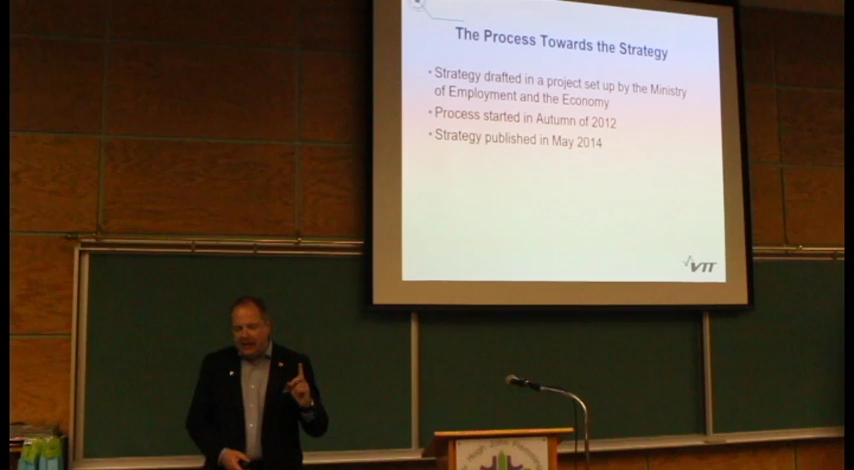 The Process Towards the Strategy
• Strategy drafted in a project set up by the Ministry
of Employment and the Economy
• Process started in Autumn of 2012
• Strategy published in May 2014
VTT